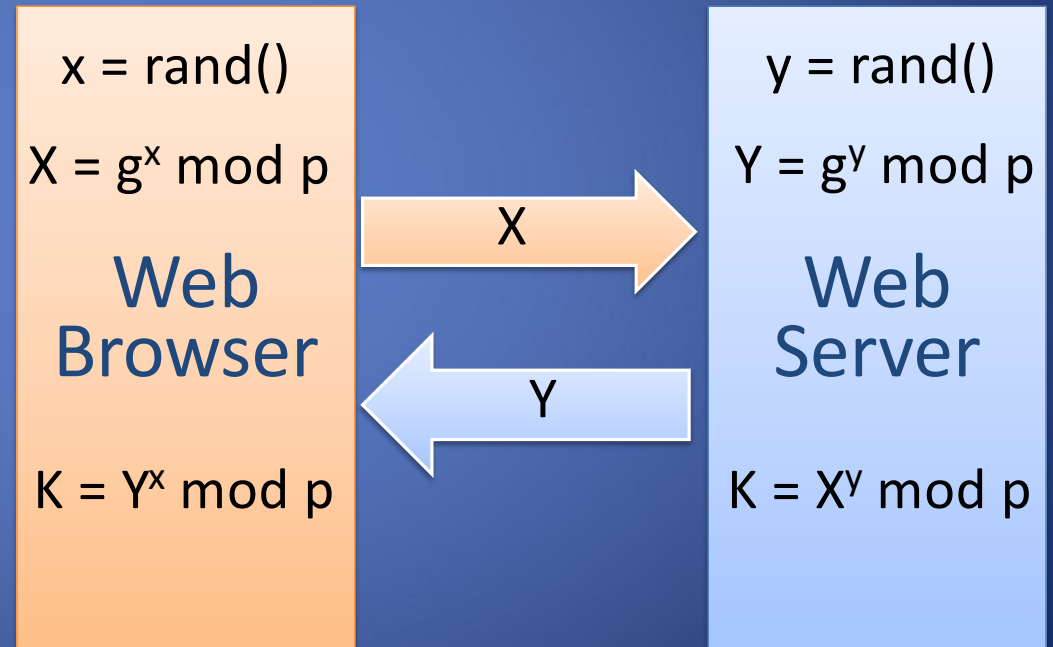 x = rand()
X = gˣ mod p
Web
Browser
K = Yˣ mod p
X
Y
y = rand()
Y = gʸ mod p
Web
Server
K = Xʸ mod p